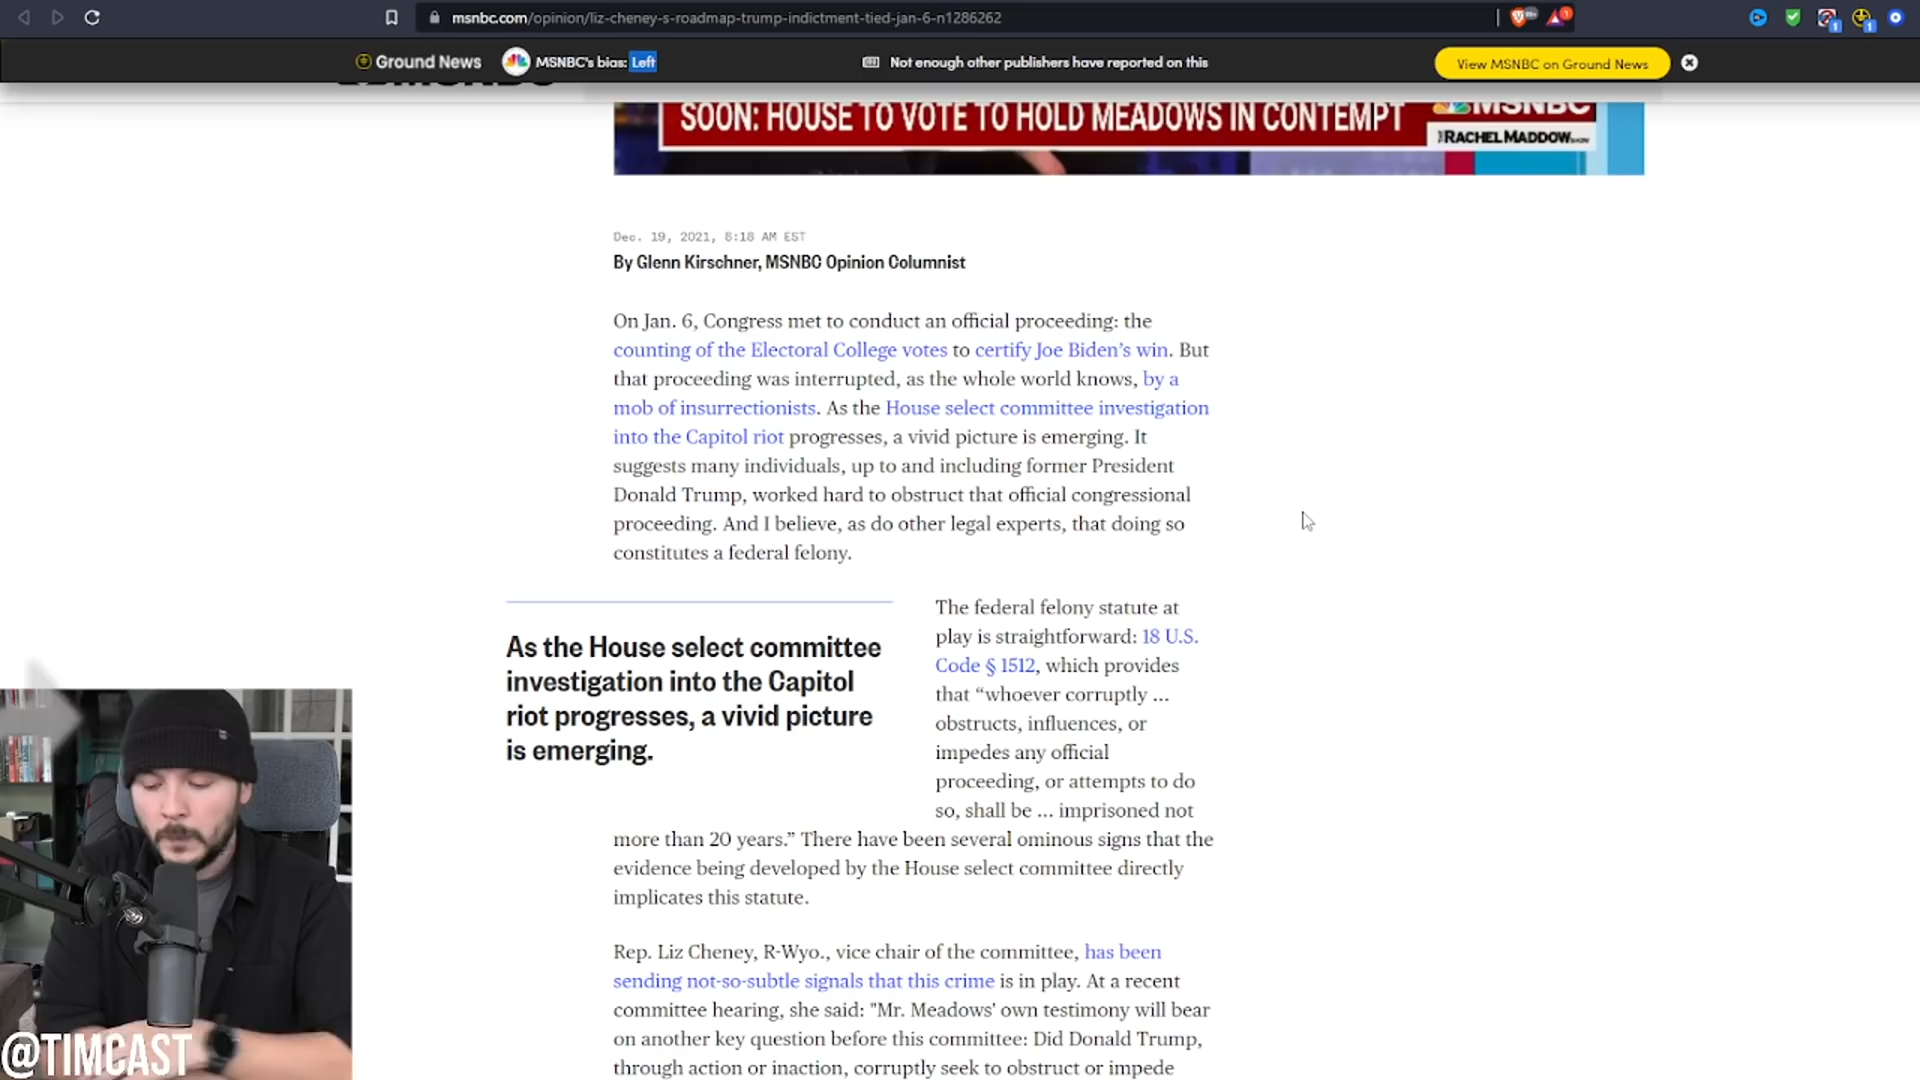 msnbc.com/opinion/liz-cheney-s-roadmap-trump-indictment-tied-jan-6-n1286262
Ground News
MSNBC's bias: Left
Not enough other publishers have reported on this
View MSNBC on Ground News
SOON: HOUSE TO VOTE TO HOLD MEADOWS IN CONTEMPT
MSNBC
RACHEL MADDOW
Dec. 19, 2021, 8:18 AM EST
By Glenn Kirschner, MSNBC Opinion Columnist
On Jan. 6, Congress met to conduct an official proceeding: the
counting of the Electoral College votes to certify Joe Biden's win. But
that proceeding was interrupted, as the whole world knows, by a
mob of insurrectionists. As the House select committee investigation
into the Capitol riot progresses, a vivid picture is emerging. It
suggests many individuals, up to and including former President
Donald Trump, worked hard to obstruct that official congressional
proceeding. And I believe, as do other legal experts, that doing so
constitutes a federal felony.
As the House select committee
investigation into the Capitol
riot progresses, a vivid picture
is emerging.
The federal felony statute at
play is straightforward: 18 U.S.
Code § 1512, which provides
that “whoever corruptly ...
obstructs, influences, or
impedes any official
proceeding, or attempts to do
so, shall be ... imprisoned not
more than 20 years.” There have been several ominous signs that the
evidence being developed by the House select committee directly
implicates this statute.
Rep. Liz Cheney, R-Wyo., vice chair of the committee, has been
sending not-so-subtle signals that this crime is in play. At a recent
committee hearing, she said: "Mr. Meadows' own testimony will bear
on another key question before this committee: Did Donald Trump,
through action or inaction, corruptly seek to obstruct or impede
@TIMCAST